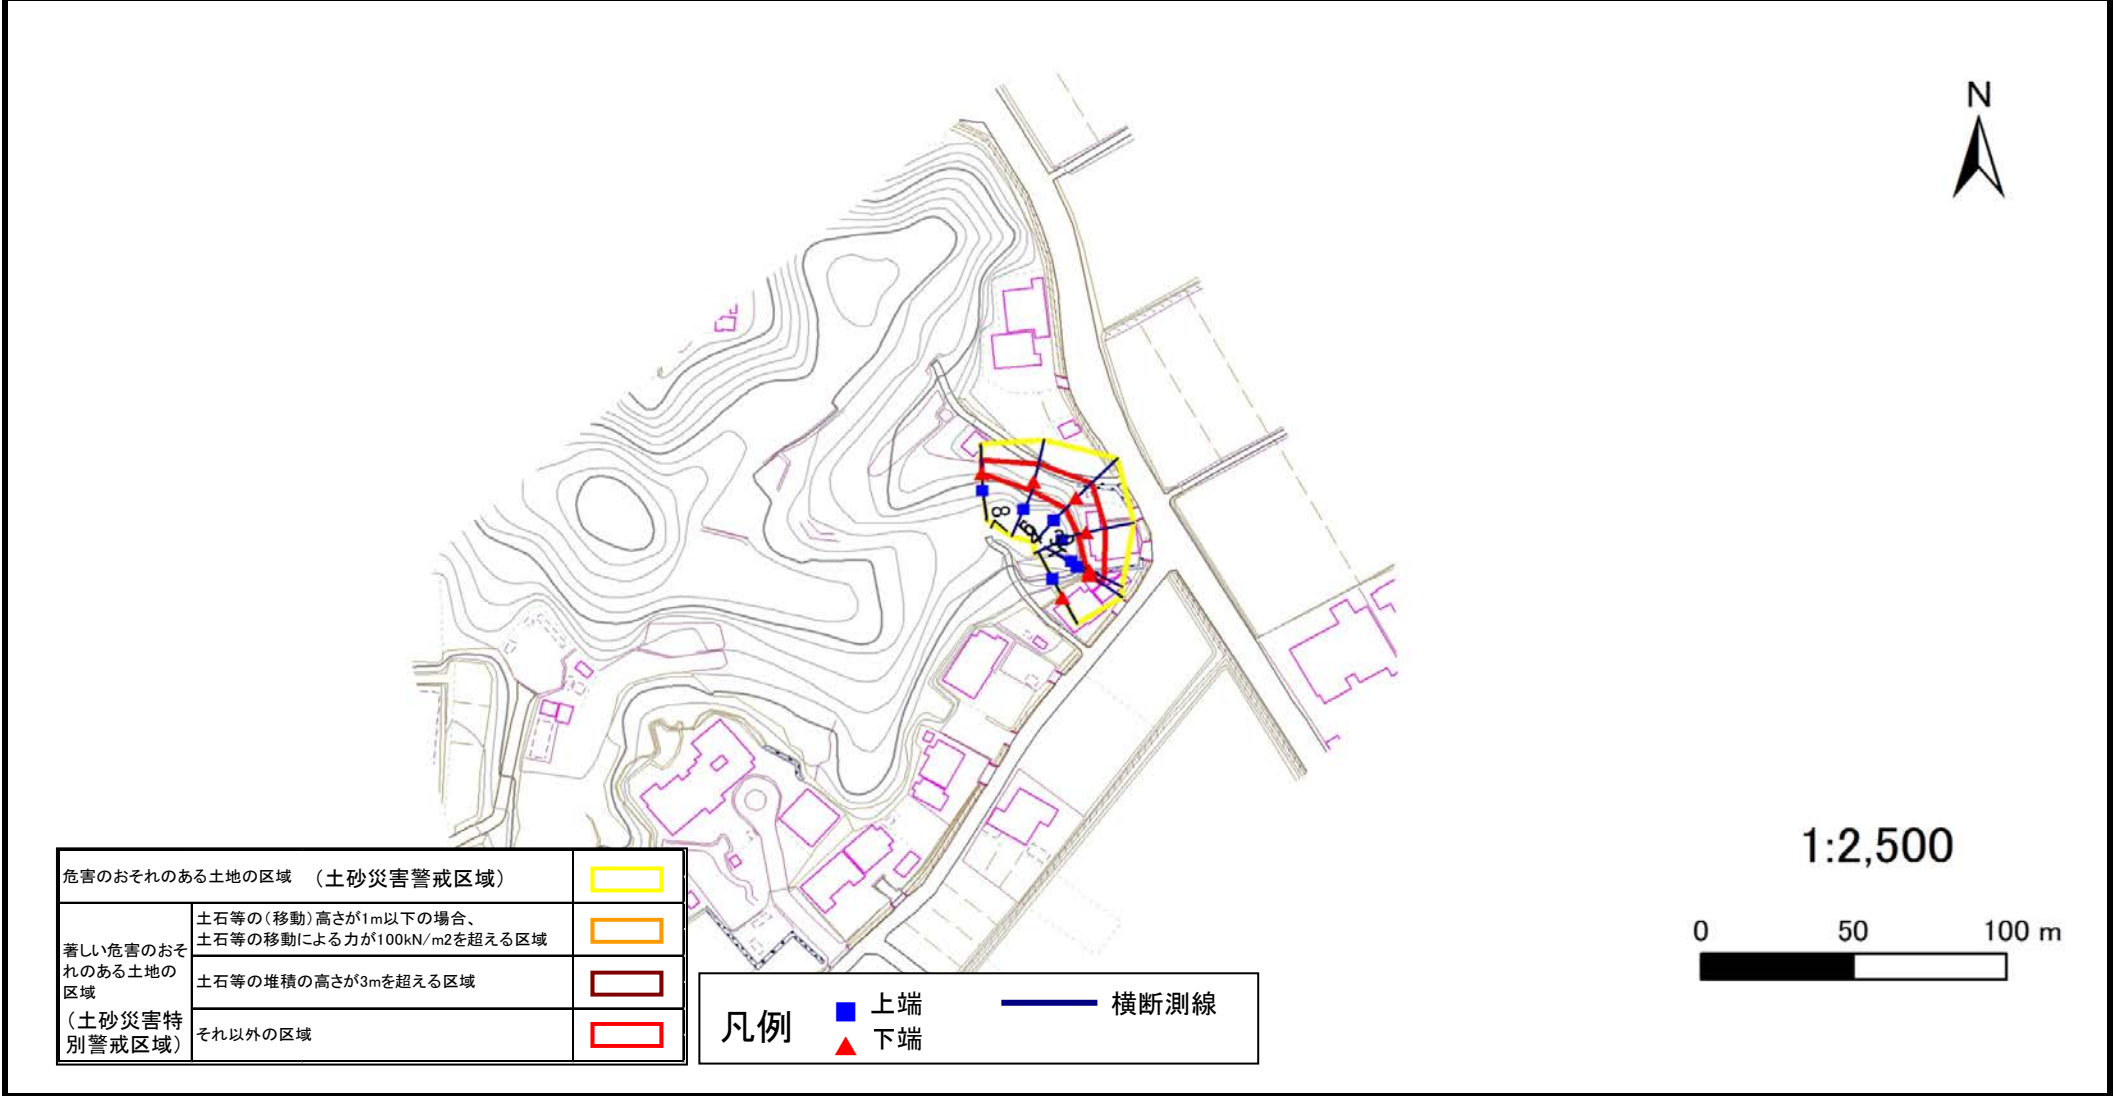 N
8
1:2,500
0 50 100 m
危害のおそれのある土地の区域 （土砂災害警戒区域）
著しい危害のおそ
れのある土地の
区域
（土砂災害特
別警戒区域）
土石等の（移動）高さが1m以下の場合、
土石等の移動による力が100kN/m2を超える区域
土石等の堆積の高さが3mを超える区域
それ以外の区域
凡例
上端
下端
横断測線